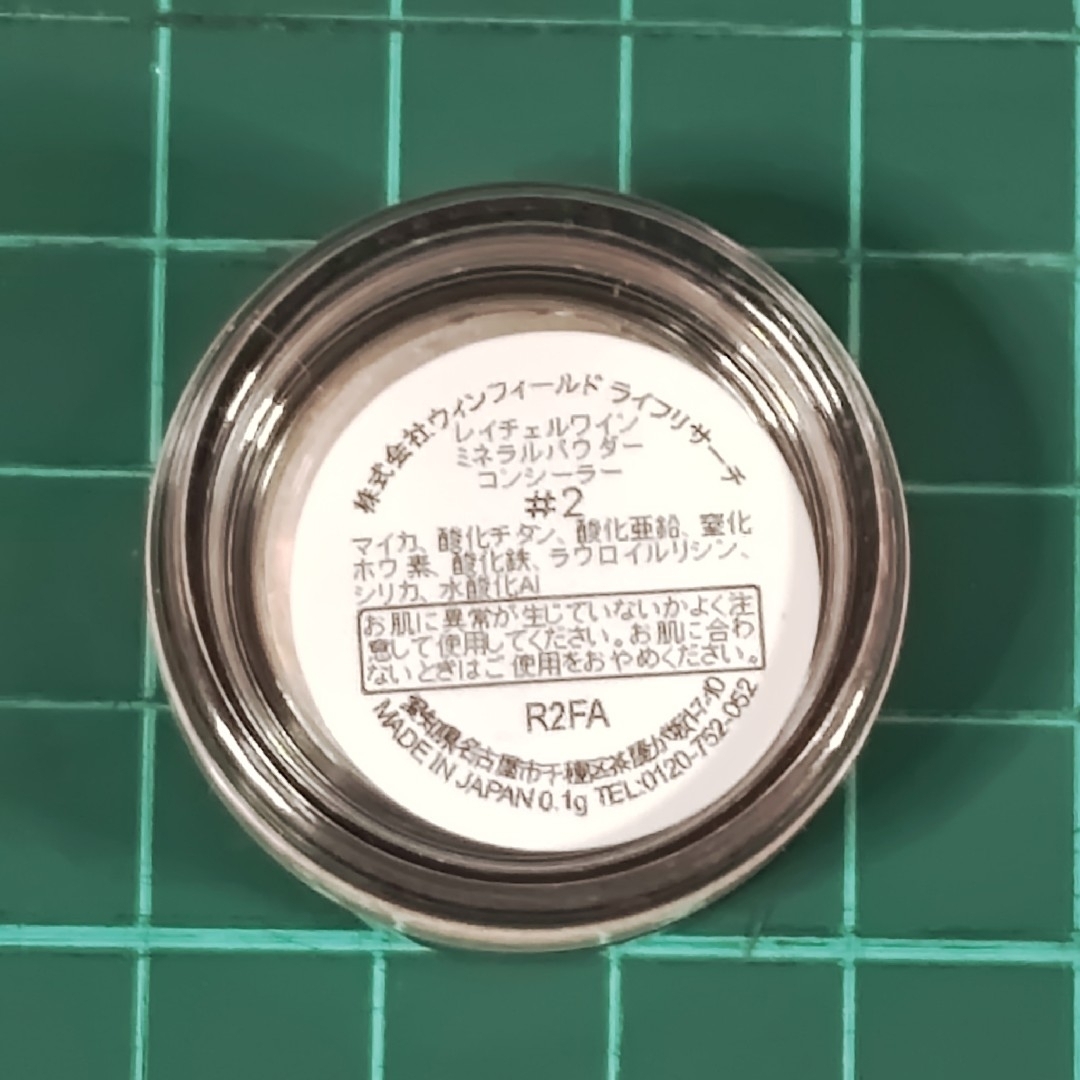 株式会社ウィンフィールド ライフリサーチ
レイチェルワイン
ミネラルパウダー
コンシーラー
#2
マイカ、酸化チタン、酸化亜鉛、窒化
ホウ素、酸化鉄、ラウロイルリシン、
シリカ、水酸化Al
お肌に異常が生じていないかよく注
意して使用してください。お肌に合わ
ないときはご使用をおやめください。
R2FA
愛知県名古屋市千種区茶屋が坂1-7-10
MADE IN JAPAN 0.1g TEL:0120-752-052